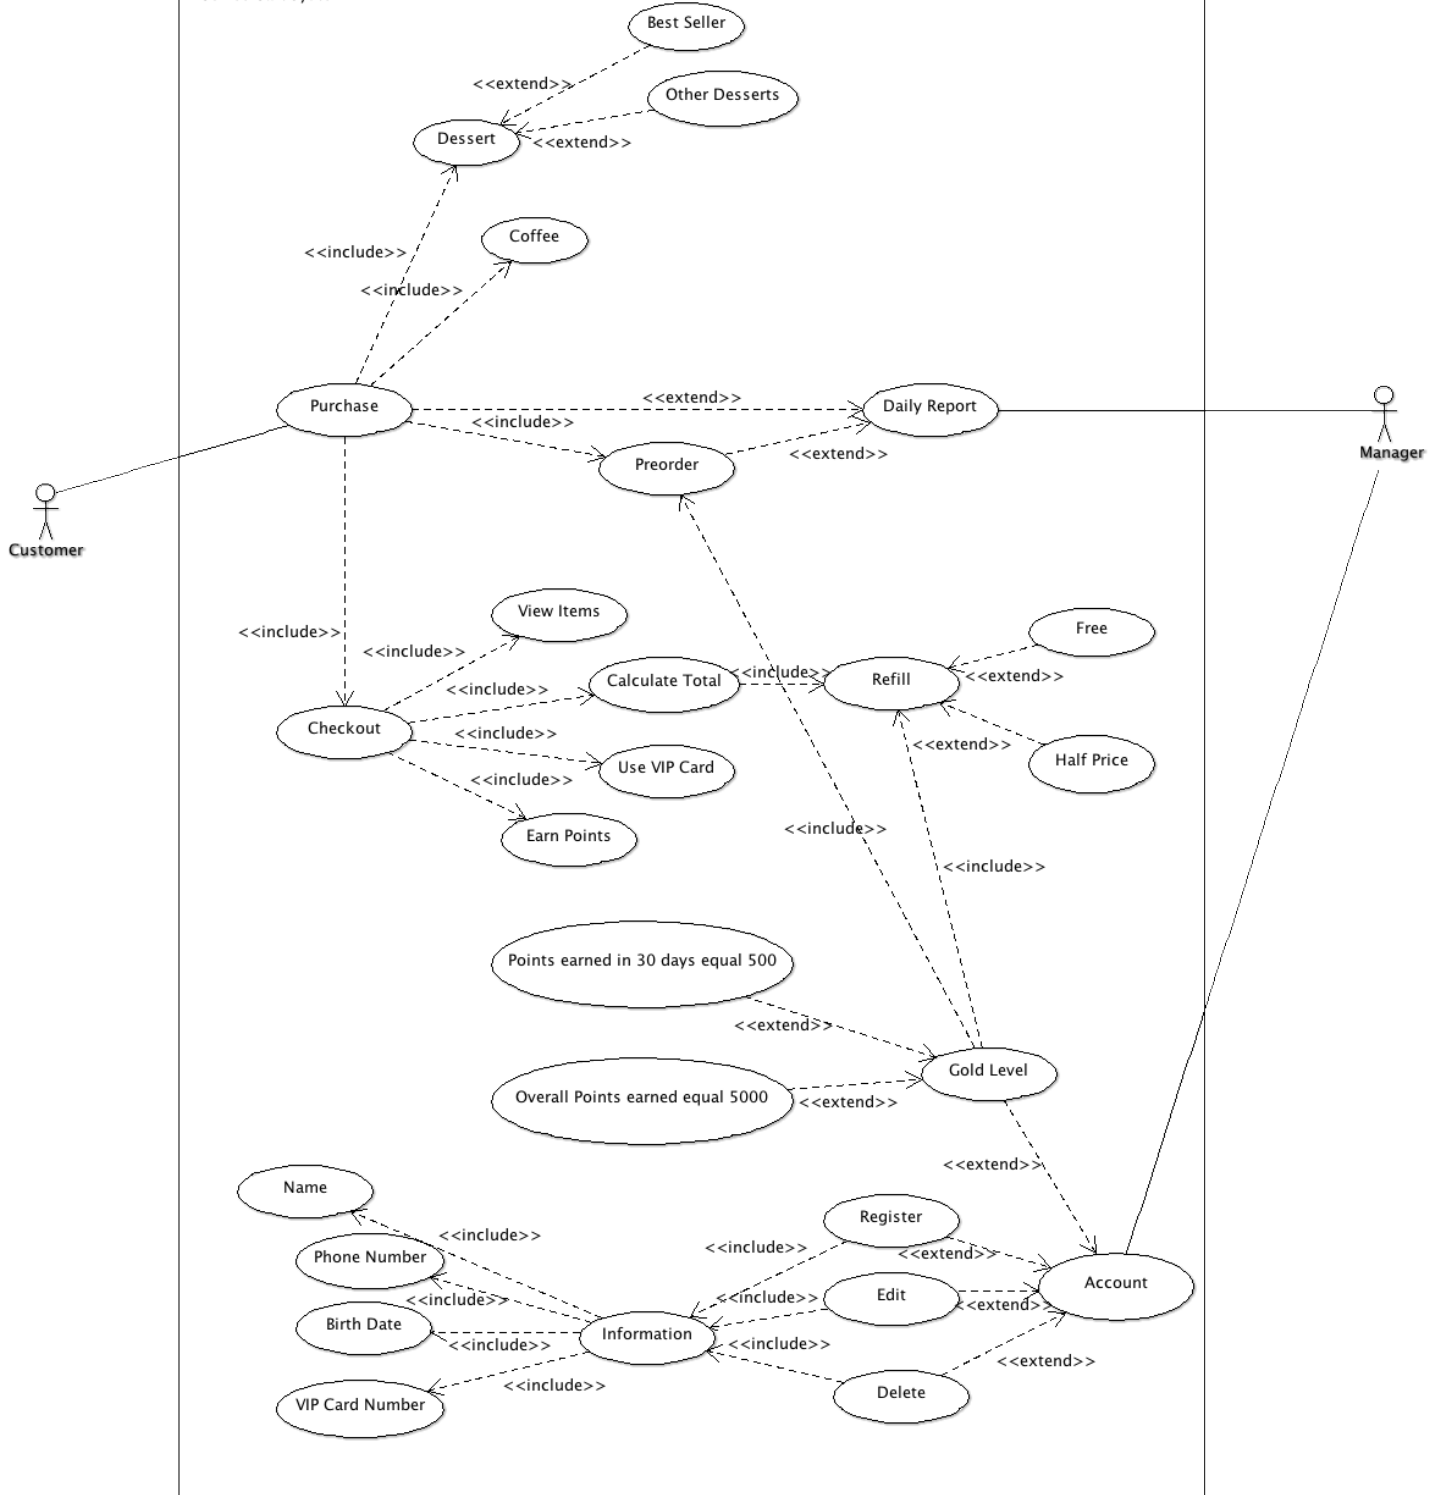 Best Seller
<<extend>>
Other Desserts
Dessert
<<extend>>
Coffee
<<include>>
<<include>>
Purchase
<<extend>>
Daily Report
<<include>>
Preorder
<<extend>>
Manager
Customer
View Items
Free
<<include>>
<<include>>
Calculate Total
<<include>>
Refill
<<extend>>
<<include>>
Checkout
<<include>>
<<extend>>
Use VIP Card
Half Price
<<include>>
Earn Points
<<include>>
<<include>>
Points earned in 30 days equal 500
<<extend>>
Gold Level
Overall Points earned equal 5000
<<extend>>
<<extend>>
Name
Register
<<include>>
<<include>>
<<extend>>
Phone Number
Account
<<include>>
<<include>>
Edit
<<extend>>
Birth Date
Information
<<include>>
<<include>>
<<extend>>
<<include>>
Delete
VIP Card Number